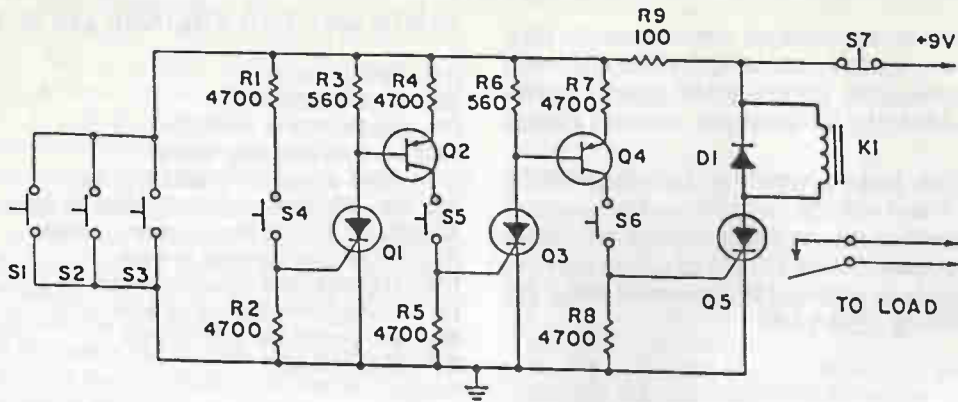 R9
100
S7
+9V
R1
4700
R3
560
R4
4700
R6
560
R7
4700
Q2
Q4
D1
K1
S4
S5
S6
Q1
Q3
Q5
S1
S2
S3
R2
4700
R5
4700
R8
4700
TO LOAD